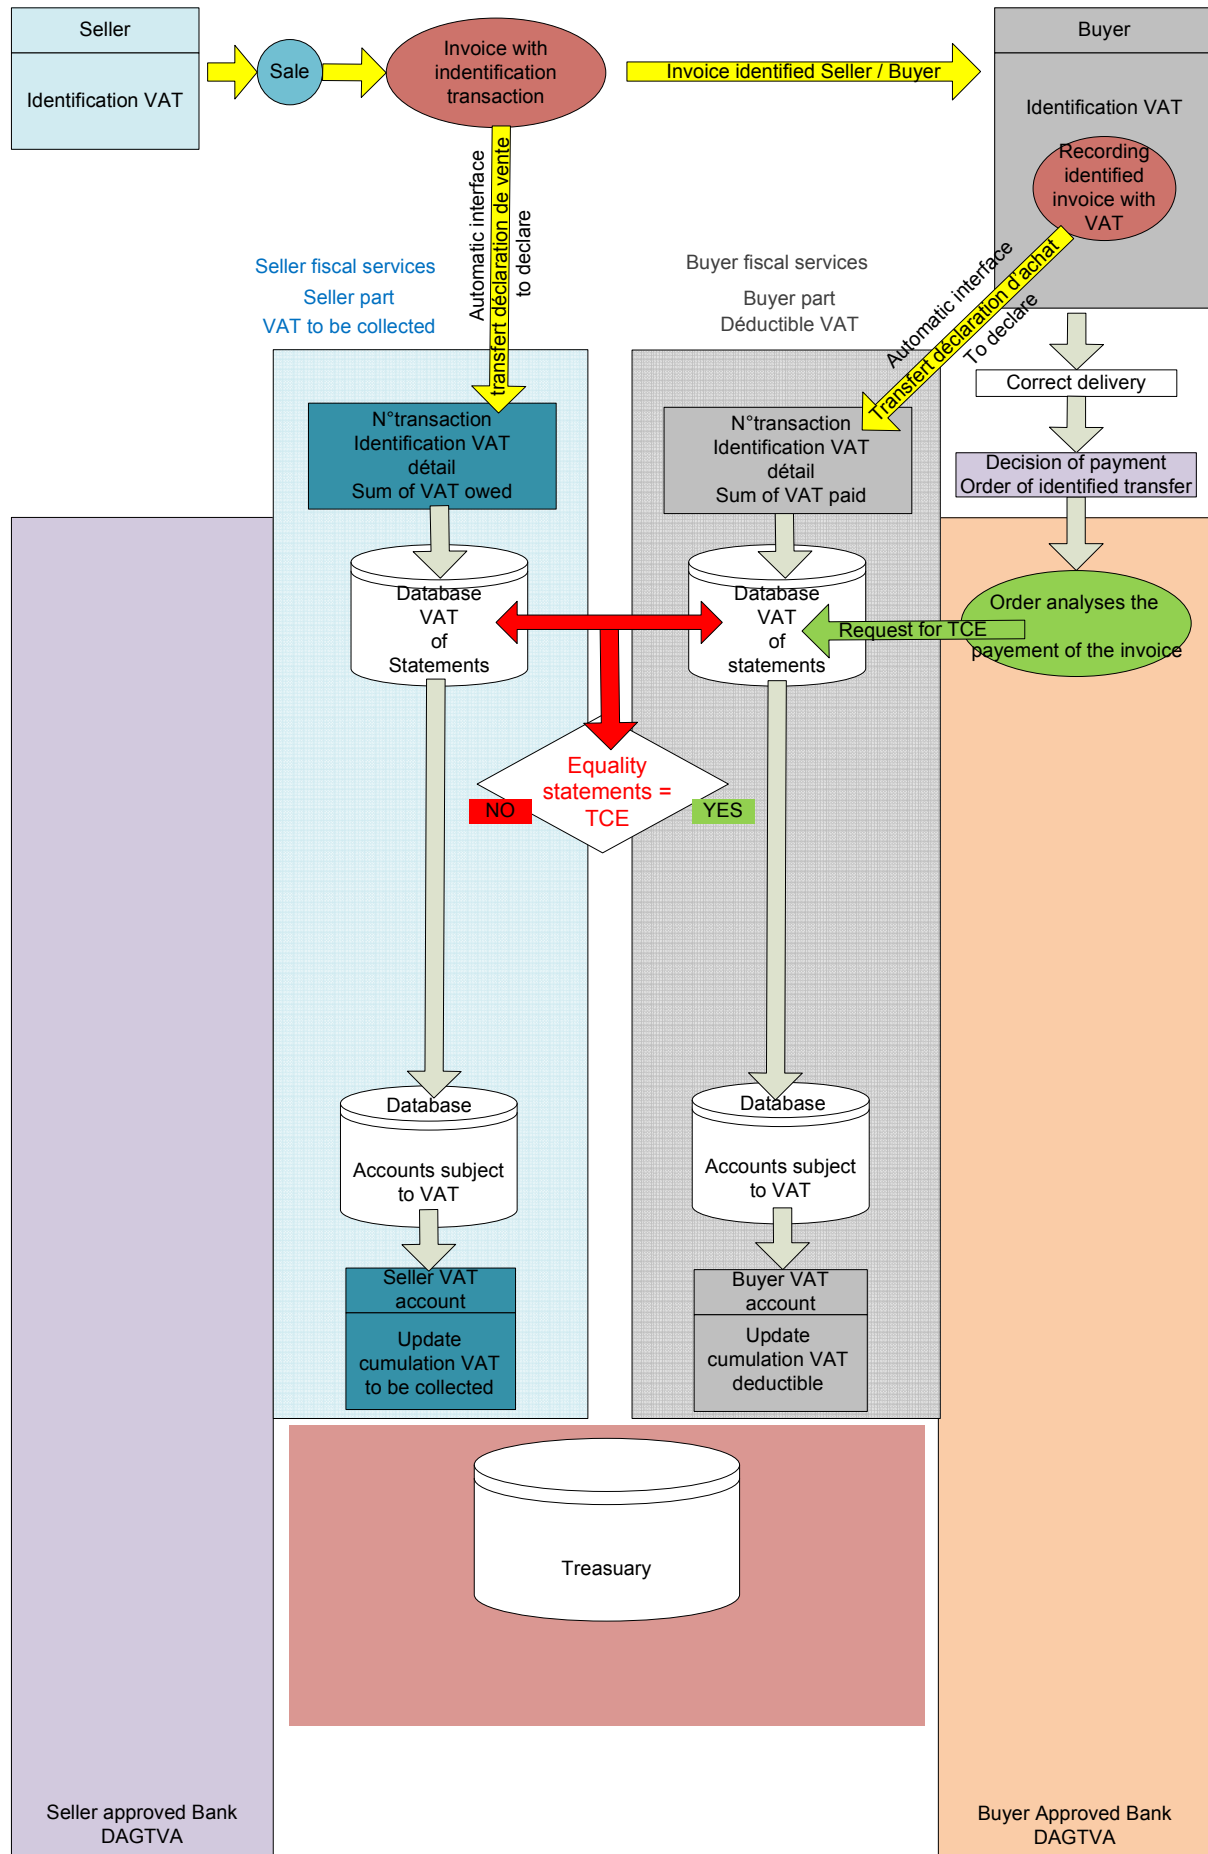 Seller
Identification VAT
Sale
Invoice with
indentification
transaction
Invoice identified Seller / Buyer
Buyer
Identification VAT
Recording
identified
invoice with
VAT
Automatic interface
transfert déclaration de vente
to declare
Automatic interface
Transfert déclaration d'achat
To declare
Seller fiscal services
Seller part
VAT to be collected
Buyer fiscal services
Buyer part
Déductible VAT
Correct delivery
Decision of payment
Order of identified transfer
N°transaction
Identification VAT
détail
Sum of VAT owed
N°transaction
Identification VAT
détail
Sum of VAT paid
Database
VAT
of
Statements
Database
VAT
of
statements
Request for TCE
Order analyses the
payement of the invoice
Equality
statements =
TCE
NO
YES
Database
Accounts subject
to VAT
Database
Accounts subject
to VAT
Seller VAT
account
Update
cumulation VAT
to be collected
Buyer VAT
account
Update
cumulation VAT
deductible
Treasuary
Seller approved Bank
DAGTVA
Buyer Approved Bank
DAGTVA